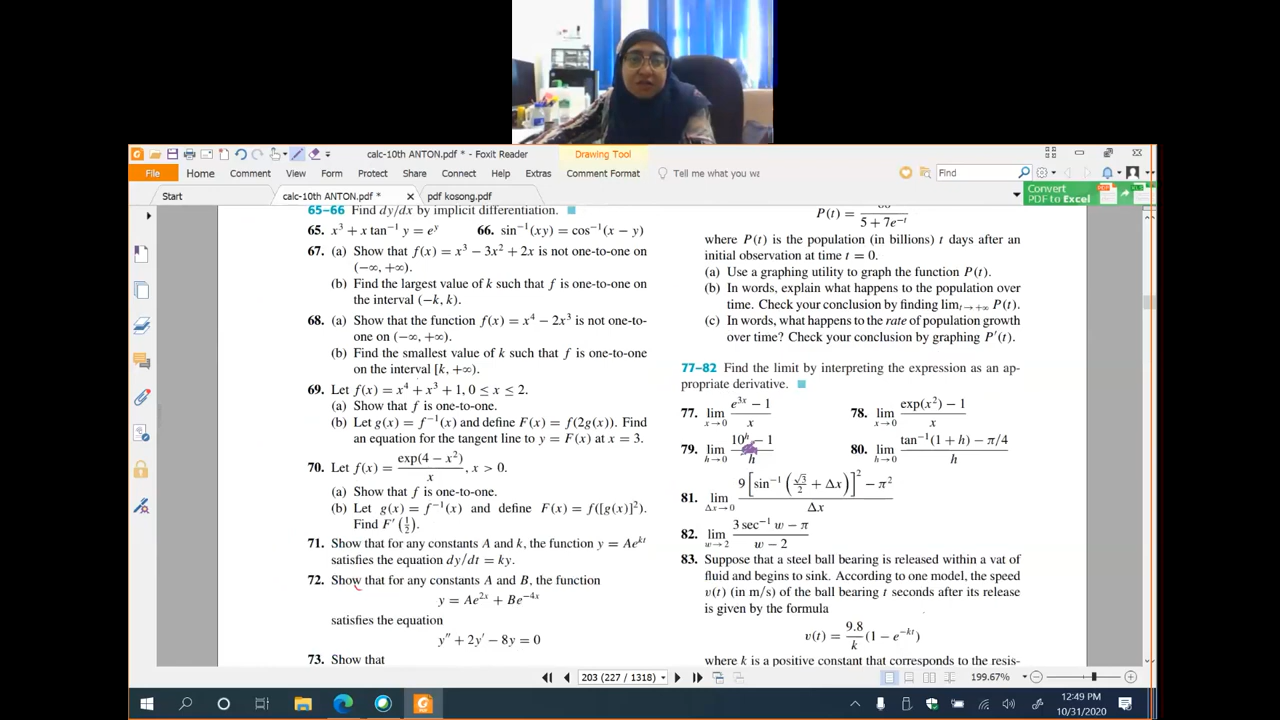 calc-10th ANTON.pdf * - Foxit Reader
Drawing Tool
File Home Comment View Form Protect Share Connect Help Extras Comment Format Tell me what you wa Find
Start calc-10th ANTON.pdf * pdf kosong.pdf
Convert
PDF to Excel
65–66 Find dy/dx by implicit differentiation.
65. x³ + x tan⁻¹ y = eʸ 66. sin⁻¹(xy) = cos⁻¹(x − y)
67. (a) Show that f(x) = x³ − 3x² + 2x is not one-to-one on
(−∞, +∞).
(b) Find the largest value of k such that f is one-to-one on
the interval (−k, k).
68. (a) Show that the function f(x) = x⁴ − 2x³ is not one-to-
one on (−∞, +∞).
(b) Find the smallest value of k such that f is one-to-one
on the interval [k, +∞).
69. Let f(x) = x⁴ + x³ + 1, 0 ≤ x ≤ 2.
(a) Show that f is one-to-one.
(b) Let g(x) = f⁻¹(x) and define F(x) = f(2g(x)). Find
an equation for the tangent line to y = F(x) at x = 3.
70. Let f(x) = exp(4 − x²)/x, x > 0.
(a) Show that f is one-to-one.
(b) Let g(x) = f⁻¹(x) and define F(x) = f([g(x)]²).
Find F′(1/2).
71. Show that for any constants A and k, the function y = Aeᵏᵗ
satisfies the equation dy/dt = ky.
72. Show that for any constants A and B, the function
y = Ae²ˣ + Be⁻⁴ˣ
satisfies the equation
y″ + 2y′ − 8y = 0
73. Show that
P(t) = /(5 + 7e⁻ᵗ)
where P(t) is the population (in billions) t days after an
initial observation at time t = 0.
(a) Use a graphing utility to graph the function P(t).
(b) In words, explain what happens to the population over
time. Check your conclusion by finding lim t→+∞ P(t).
(c) In words, what happens to the rate of population growth
over time? Check your conclusion by graphing P′(t).
77–82 Find the limit by interpreting the expression as an ap-
propriate derivative.
77. lim x→0 (e³ˣ − 1)/x 78. lim x→0 (exp(x²) − 1)/x
79. lim h→0 (10ʰ − 1)/h 80. lim h→0 (tan⁻¹(1 + h) − π/4)/h
81. lim Δx→0 (9[sin⁻¹(√3/2 + Δx)]² − π²)/Δx
82. lim w→2 (3 sec⁻¹ w − π)/(w − 2)
83. Suppose that a steel ball bearing is released within a vat of
fluid and begins to sink. According to one model, the speed
v(t) (in m/s) of the ball bearing t seconds after its release
is given by the formula
v(t) = 9.8/k (1 − e⁻ᵏᵗ)
where k is a positive constant that corresponds to the resis-
203 (227 / 1318) 199.67%
12:49 PM
10/31/2020